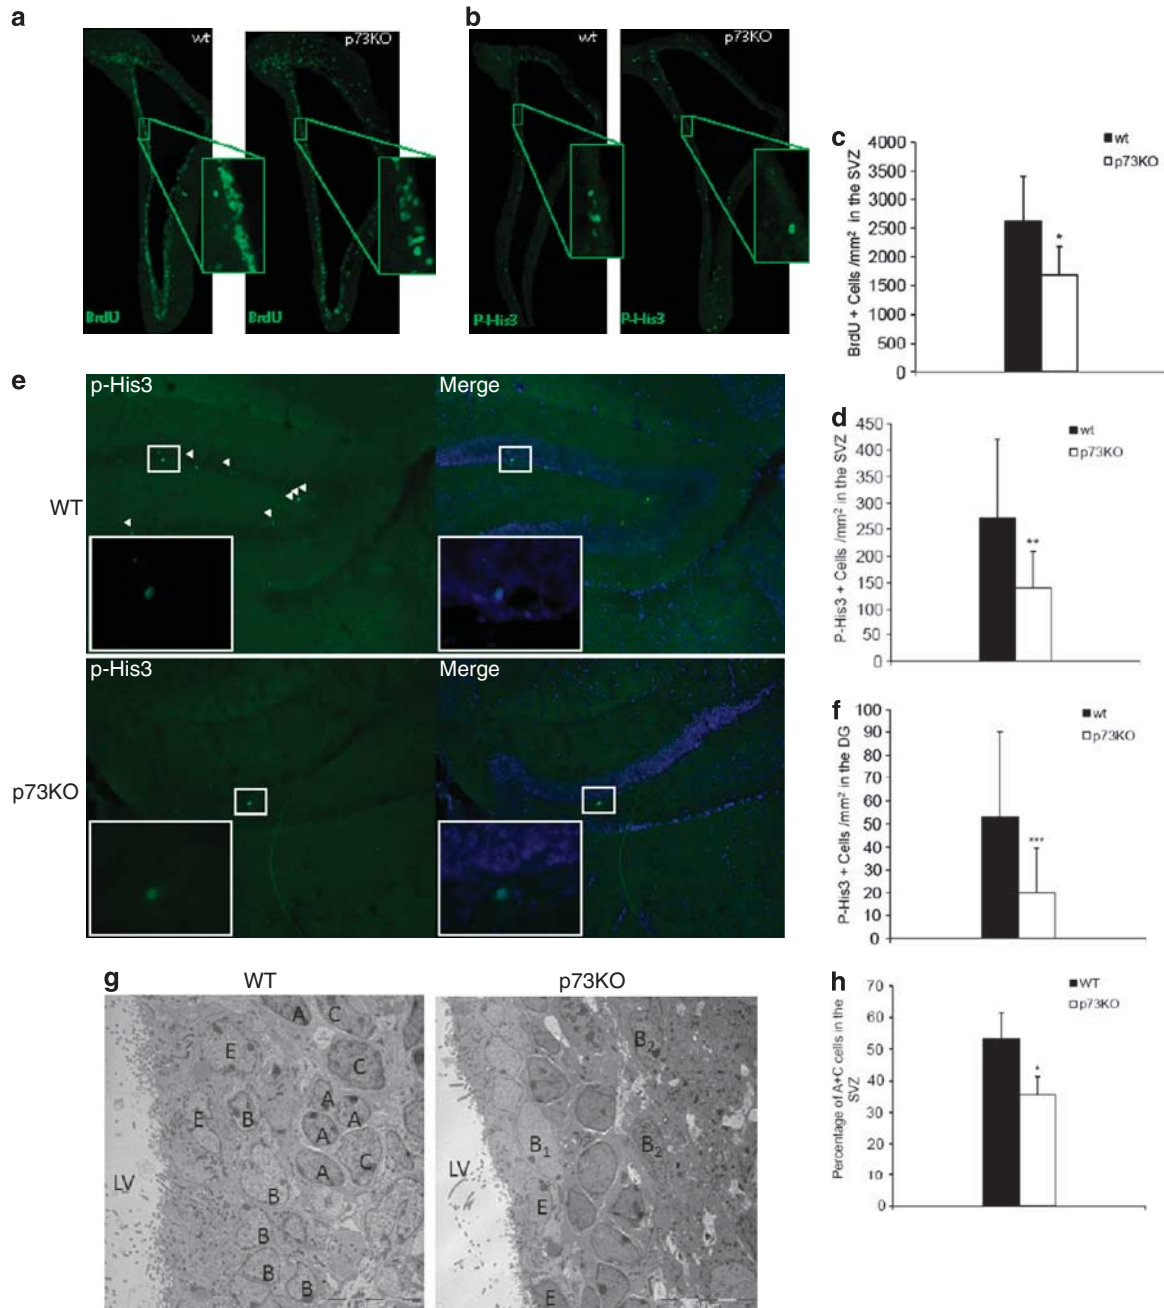 a
wt
p73KO
BrdU
BrdU
b
wt
p73KO
P-His3
P-His3
c
BrdU + Cells /mm² in the SVZ
4000
3500
3000
2500
2000
1500
1000
500
0
wt
p73KO
*
d
P-His3 + Cells /mm² in the SVZ
450
400
350
300
250
200
150
100
50
0
wt
p73KO
**
e
p-His3
Merge
WT
p-His3
Merge
p73KO
f
P-His3 + Cells /mm² in the DG
100
90
80
70
60
50
40
30
20
10
0
wt
p73KO
***
g
WT
p73KO
A
C
E
C
A
A
E
B
A
C
A
LV
B
B
B
B
B₂
B₁
B₂
LV
E
E
h
Percentage of A+C cells in the
SVZ
70
60
50
40
30
20
10
0
WT
p73KO
*